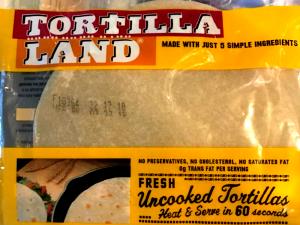 TORTILLA
LAND
MADE WITH JUST 5 SIMPLE INGREDIENTS
NO PRESERVATIVES, NO CHOLESTEROL, NO SATURATED FAT
0g TRANS FAT PER SERVING
FRESH
Uncooked Tortillas
Heat & Serve in 60 seconds